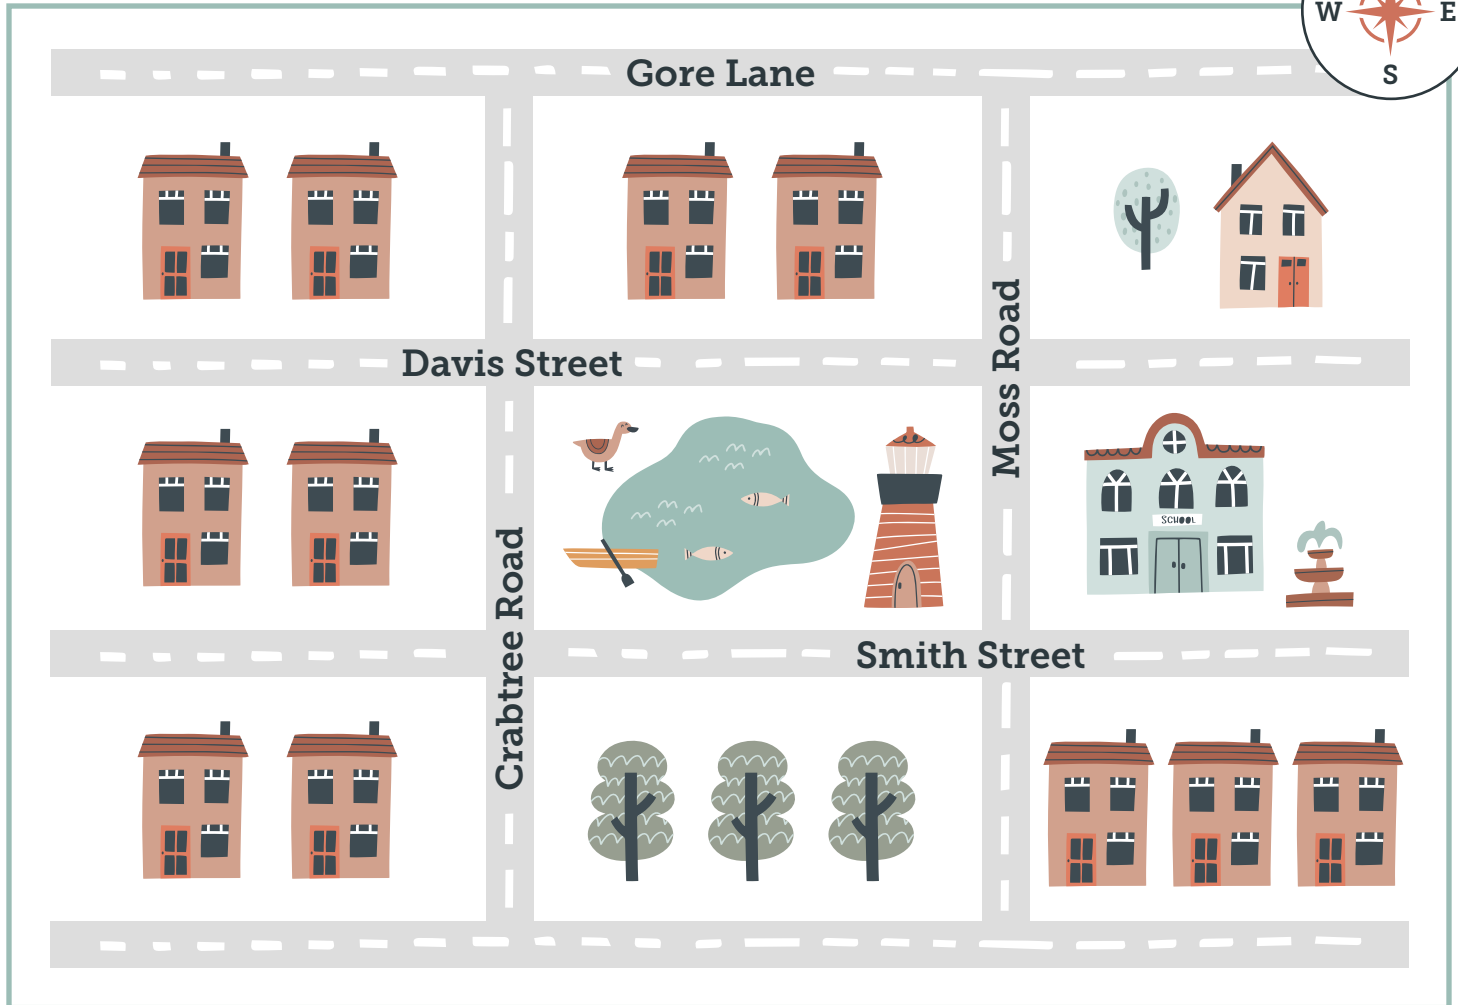 W E
S
Gore Lane
Davis Street
Moss Road
SCHOOL
Crabtree Road
Smith Street